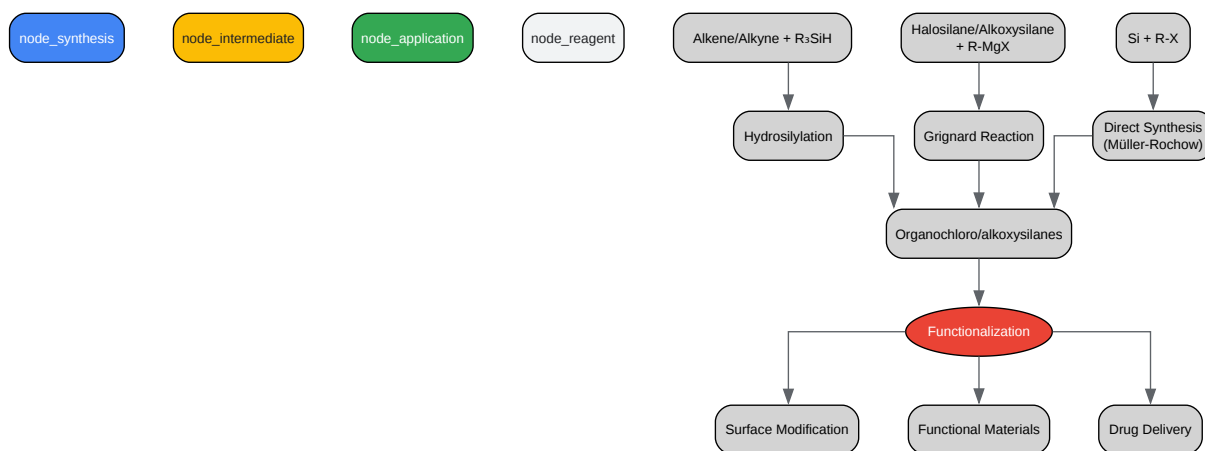 node_synthesis
node_intermediate
node_application
node_reagent
Alkene/Alkyne + R₃SiH
Halosilane/Alkoxysilane
+ R-MgX
Si + R-X
Hydrosilylation
Grignard Reaction
Direct Synthesis
(Müller-Rochow)
Organochloro/alkoxysilanes
Functionalization
Surface Modification
Functional Materials
Drug Delivery